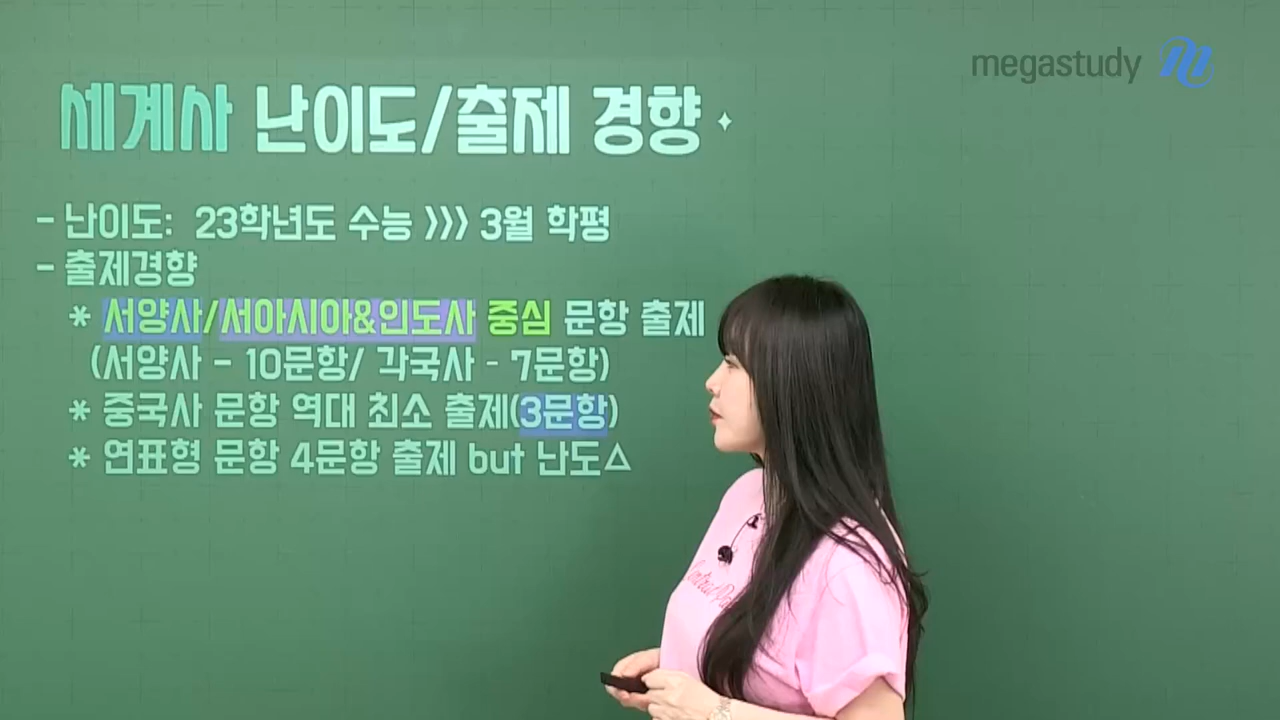 megastudy
세계사 난이도/출제 경향
- 난이도: 23학년도 수능 >>> 3월 학평
- 출제경향
* 서양사/서아시아&인도사 중심 문항 출제
(서양사 - 10문항/ 각국사 - 7문항)
* 중국사 문항 역대 최소 출제(3문항)
* 연표형 문항 4문항 출제 but 난도△